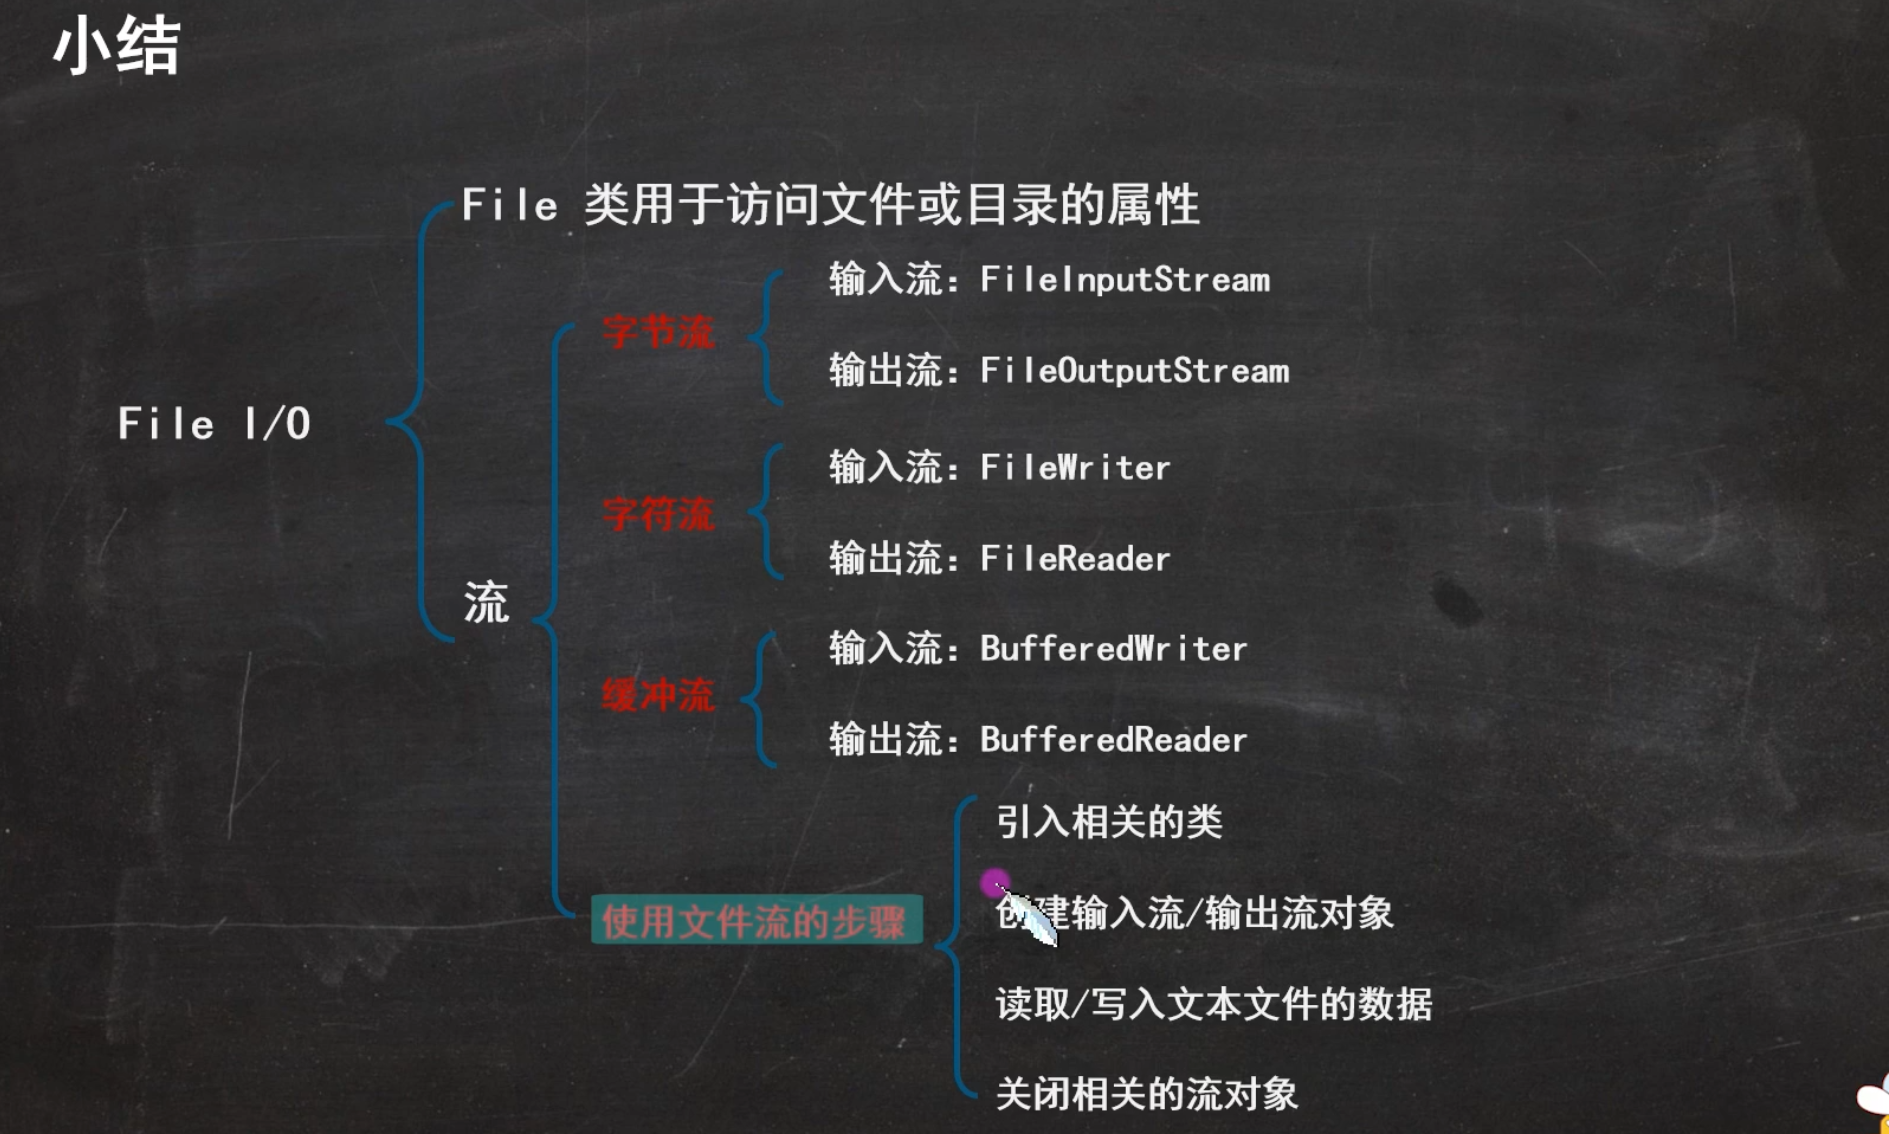 小结
File 类用于访问文件或目录的属性
输入流：FileInputStream
字节流
输出流：FileOutputStream
File I/O
输入流：FileWriter
字符流
输出流：FileReader
流
输入流：BufferedWriter
缓冲流
输出流：BufferedReader
引入相关的类
使用文件流的步骤
创建输入流/输出流对象
读取/写入文本文件的数据
关闭相关的流对象